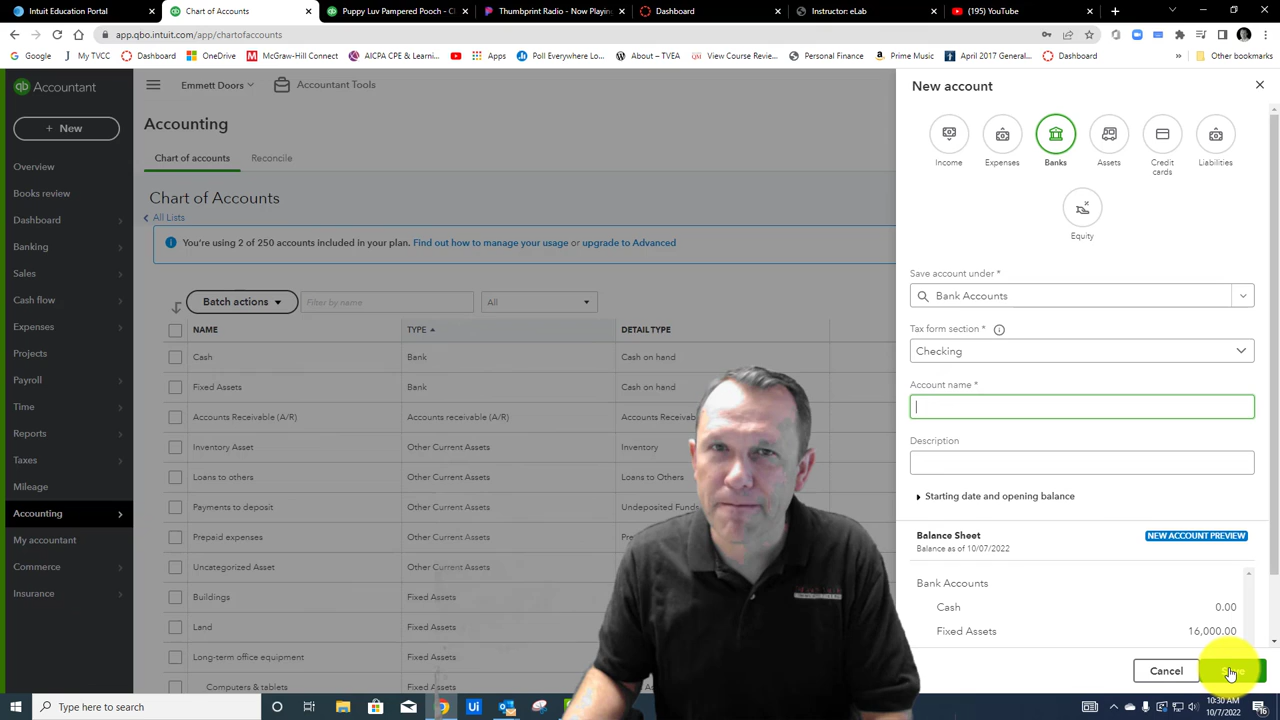 Intuit Education Portal
Chart of Accounts
Puppy Luv Pampered Pooch - C
Thumbprint Radio - Now Playing
Dashboard
Instructor: eLab
(195) YouTube
app.qbo.intuit.com/app/chartofaccounts
Google
My TVCC
Dashboard
OneDrive
McGraw-Hill Connect
AICPA CPE & Learni...
Apps
Poll Everywhere Lo...
About – TVEA
View Course Revie...
Personal Finance
Prime Music
April 2017 General...
Dashboard
»
Other bookmarks
qb Accountant
Emmett Doors
Accountant Tools
+ New
Overview
Books review
Dashboard
Banking
Sales
Cash flow
Expenses
Projects
Payroll
Time
Reports
Taxes
Mileage
Accounting
My accountant
Commerce
Insurance
Accounting
Chart of accounts
Reconcile
Chart of Accounts
All Lists
You're using 2 of 250 accounts included in your plan. Find out how to manage your usage or upgrade to Advanced
Batch actions
Filter by name
All
NAME TYPE DETAIL TYPE
Cash Bank Cash on hand
Fixed Assets Bank Cash on hand
Accounts Receivable (A/R) Accounts receivable (A/R) Accounts Receivab
Inventory Asset Other Current Assets Inventory
Loans to others Other Current Assets Loans to Others
Payments to deposit Other Current Assets Undeposited Funds
Prepaid expenses Other Current Assets
Uncategorized Asset Other Current Assets
Buildings Fixed Assets
Land Fixed Assets
Long-term office equipment Fixed Assets
Computers & tablets Fixed Assets
New account
Income
Expenses
Banks
Assets
Credit
cards
Liabilities
Equity
Save account under *
Bank Accounts
Tax form section *
Checking
Account name *
Description
Starting date and opening balance
Balance Sheet
NEW ACCOUNT PREVIEW
Balance as of 10/07/2022
Bank Accounts
Cash 0.00
Fixed Assets 16,000.00
Cancel
Save
Type here to search
10:30 AM
10/7/2022